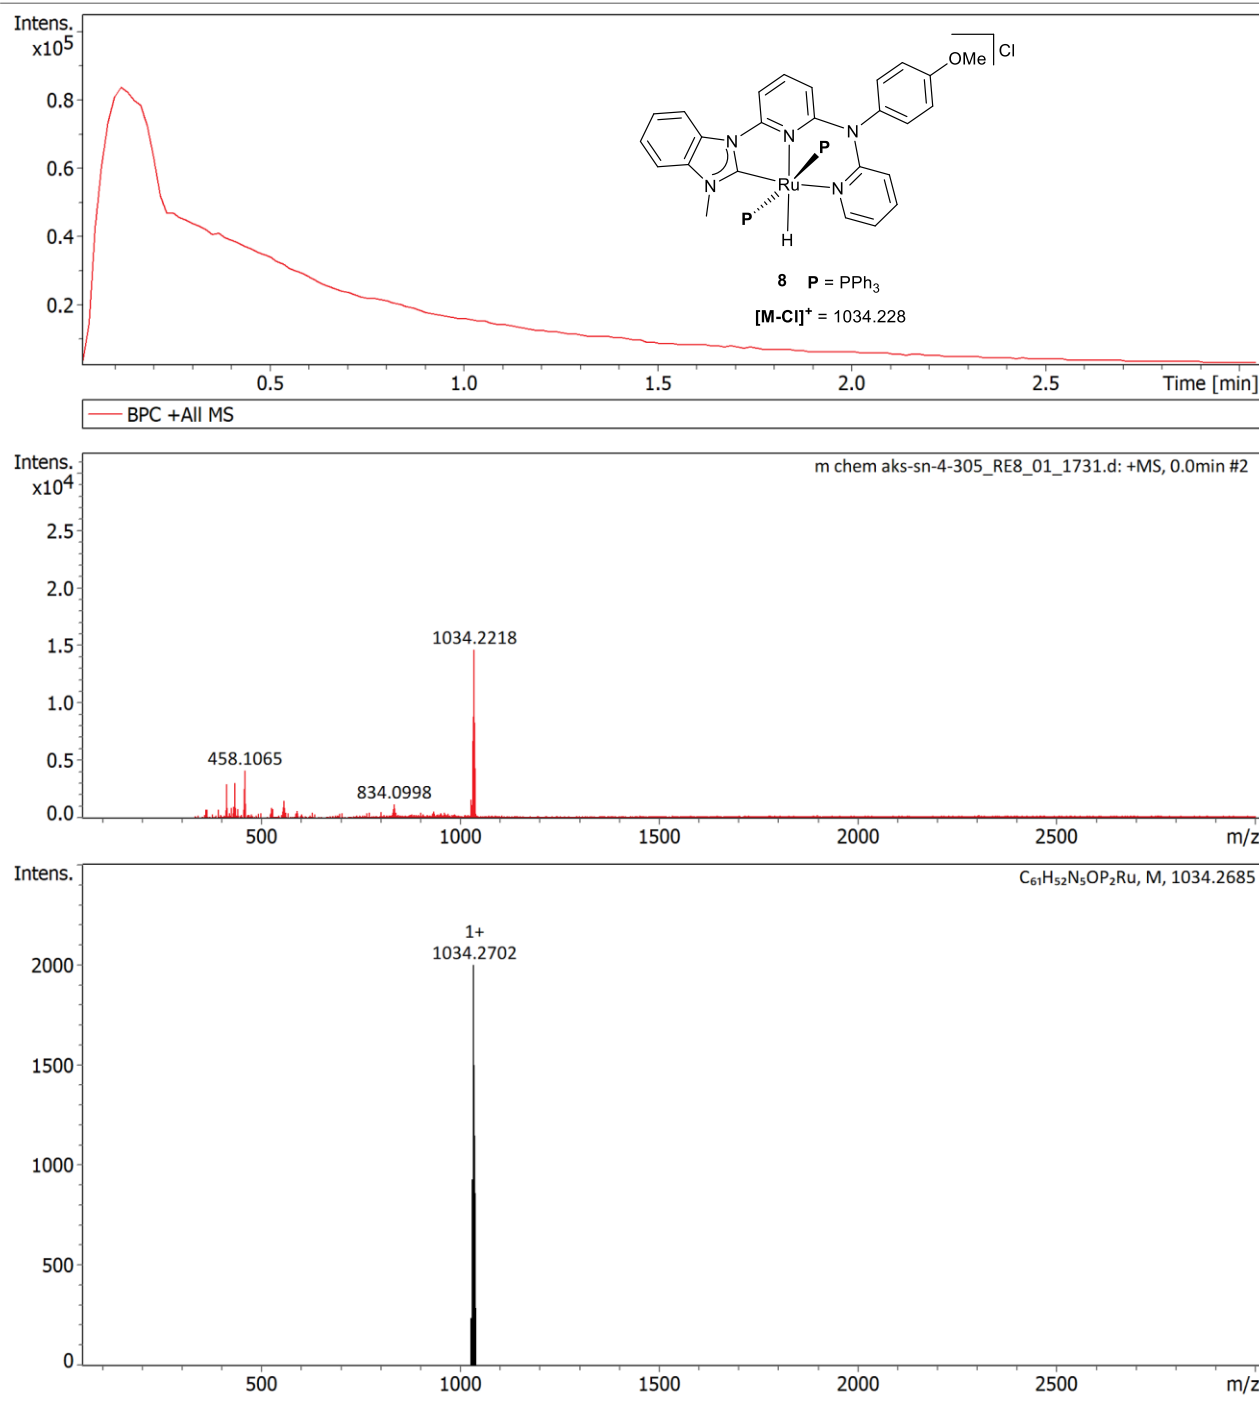 Intens.
x10⁵
0.8
0.6
0.4
0.2
0.5
1.0
1.5
2.0
2.5
Time [min]
OMe
Cl
N
N
N
N
N
P
Ru
P
H
8 P = PPh₃
[M-Cl]⁺ = 1034.228
BPC +All MS
Intens.
x10⁴
m chem aks-sn-4-305_RE8_01_1731.d: +MS, 0.0min #2
2.5
2.0
1.5
1.0
0.5
0.0
1034.2218
458.1065
834.0998
500
1000
1500
2000
2500
m/z
Intens.
C₆₁H₅₂N₅OP₂Ru, M, 1034.2685
1+
1034.2702
2000
1500
1000
500
0
500
1000
1500
2000
2500
m/z